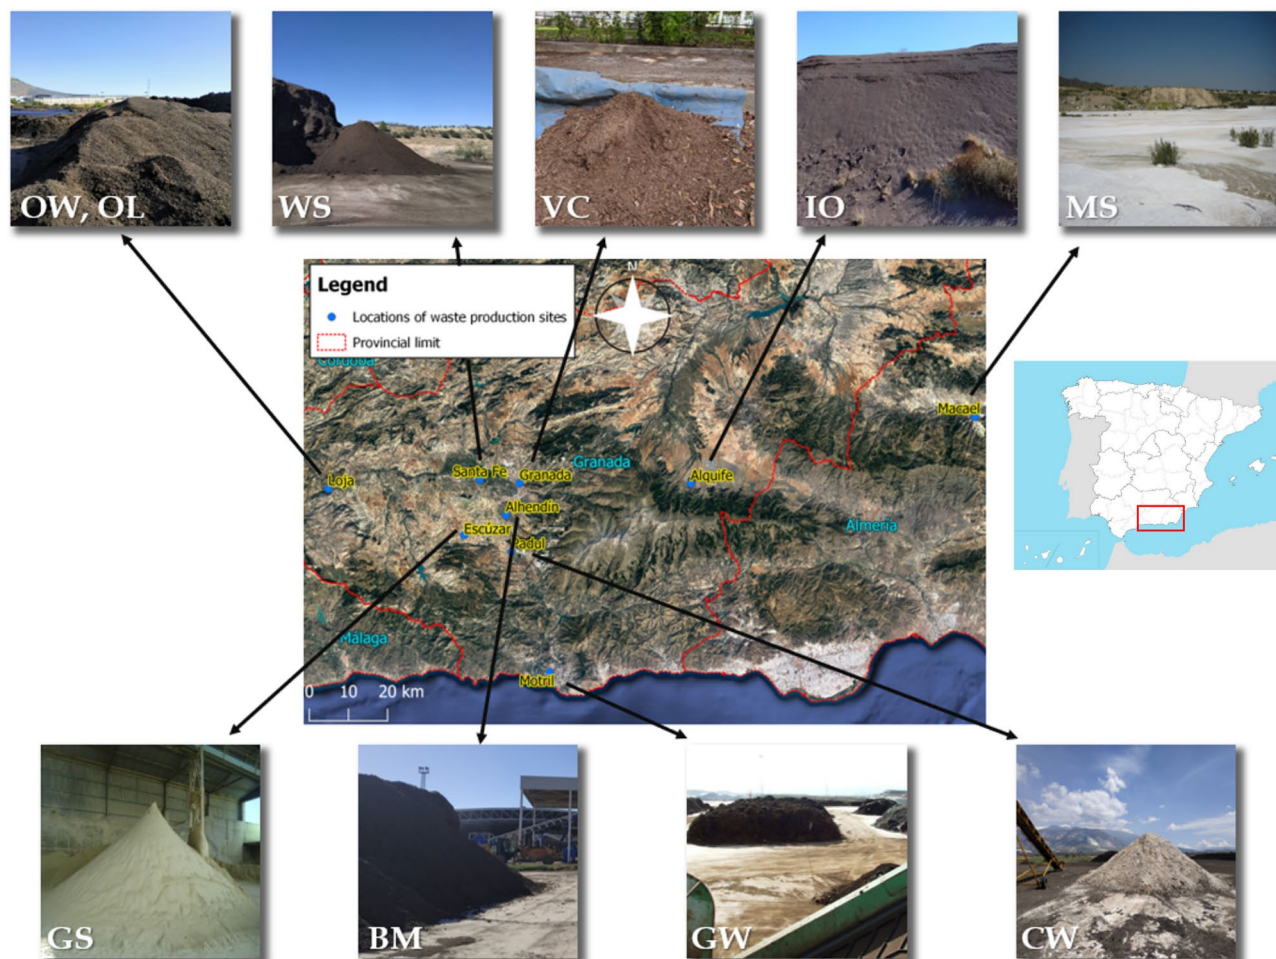 OW, OL
WS
VC
IO
MS
Legend
Locations of waste production sites
Provincial limit
N
Córdoba
Macael
Loja
Santa Fe
Granada
Granada
Alquife
Alhendín
Escúzar
Padul
Almería
Málaga
Motril
0 10 20 km
GS
BM
GW
CW